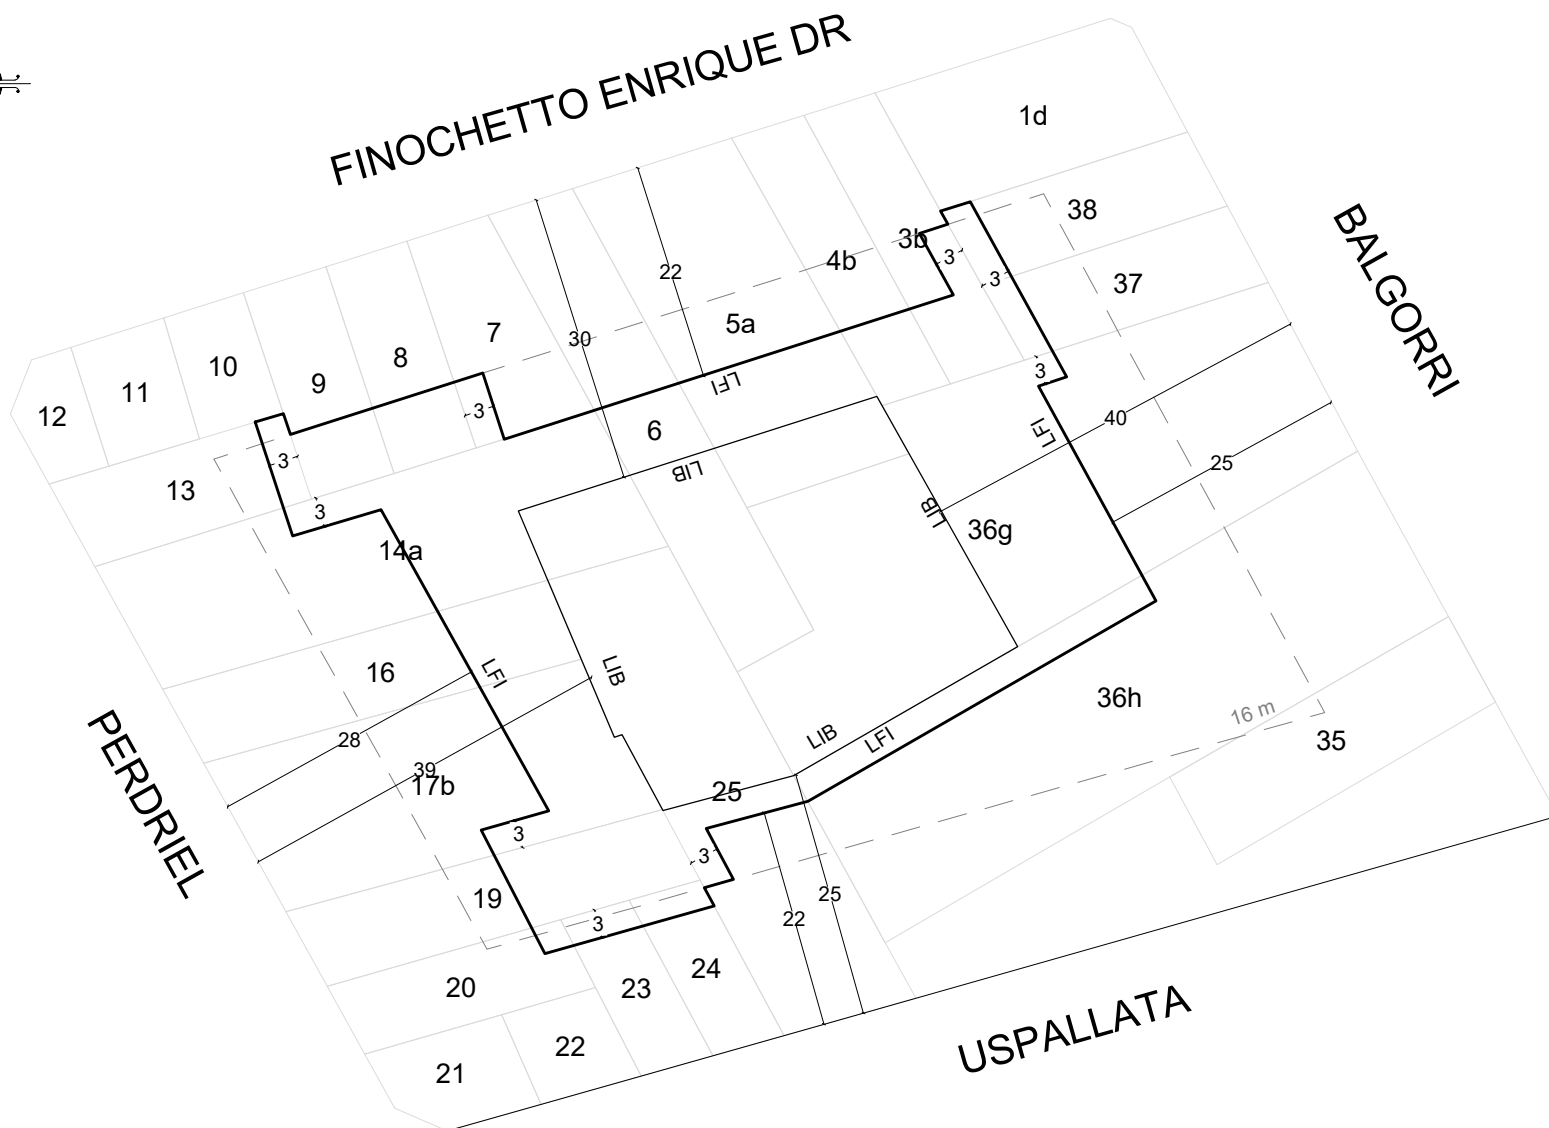 FINOCHETTO ENRIQUE DR
1d
38
3b
3
4b
3
37
22
5a
30
7
8
9
10
11
12
3
LFI
3
40
LFI
6
25
LIB
3
13
3
LIB
36g
14a
16
LFI
LIB
36h
16 m
35
28
39
17b
LIB
LFI
25
3
3
19
3
25
22
24
23
20
22
21
BALGORRI
PERDRIEL
USPALLATA